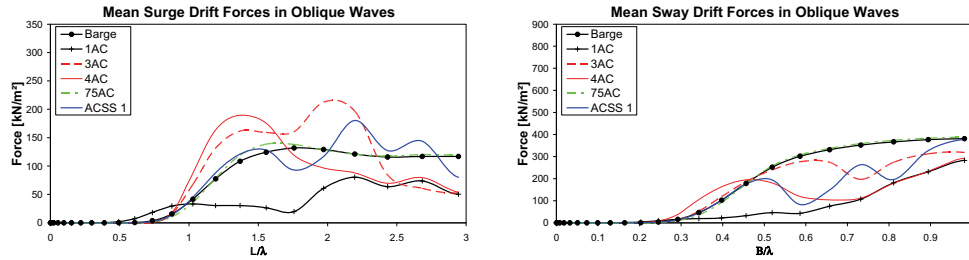 Mean Surge Drift Forces in Oblique Waves
Force [kN/m²]
350
300
250
200
150
100
50
0
Barge
1AC
3AC
4AC
75AC
ACSS 1
0 0.5 1 1.5 2 2.5 3
L/λ
Mean Sway Drift Forces in Oblique Waves
Force [kN/m²]
900
800
700
600
500
400
300
200
100
0
Barge
1AC
3AC
4AC
75AC
ACSS 1
0 0.1 0.2 0.3 0.4 0.5 0.6 0.7 0.8 0.9
B/λ